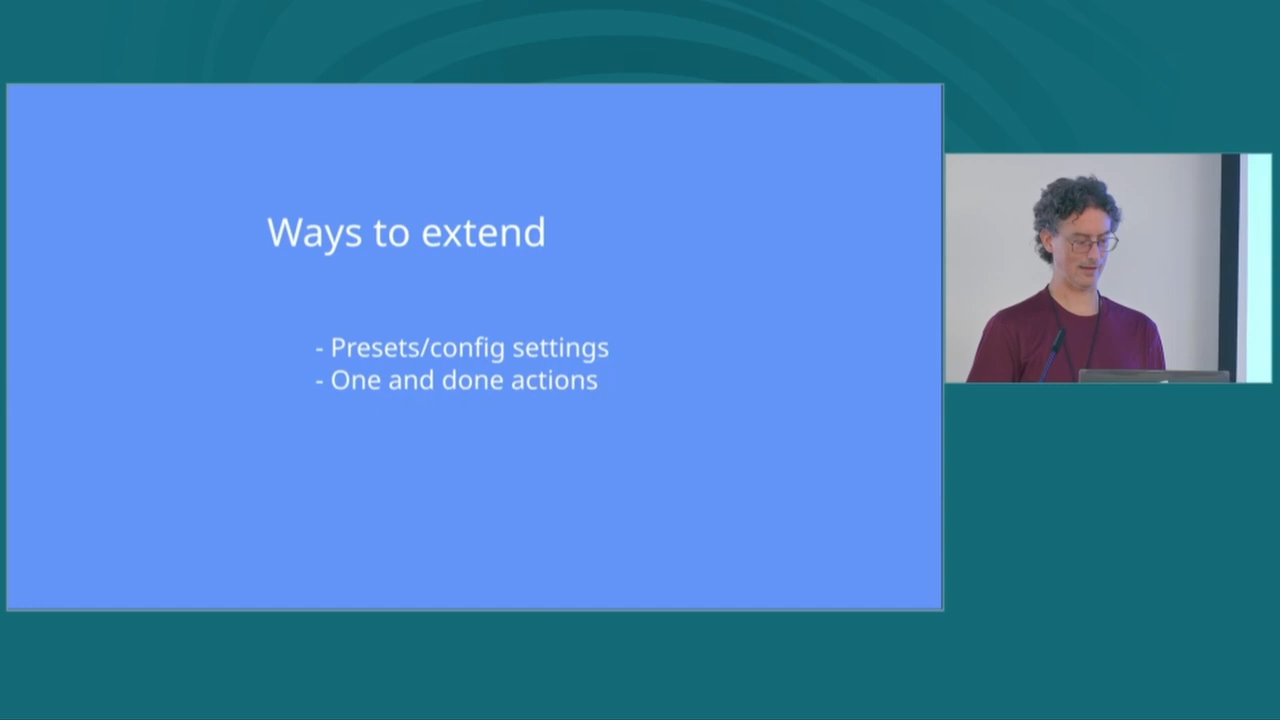 Ways to extend
- Presets/config settings
- One and done actions